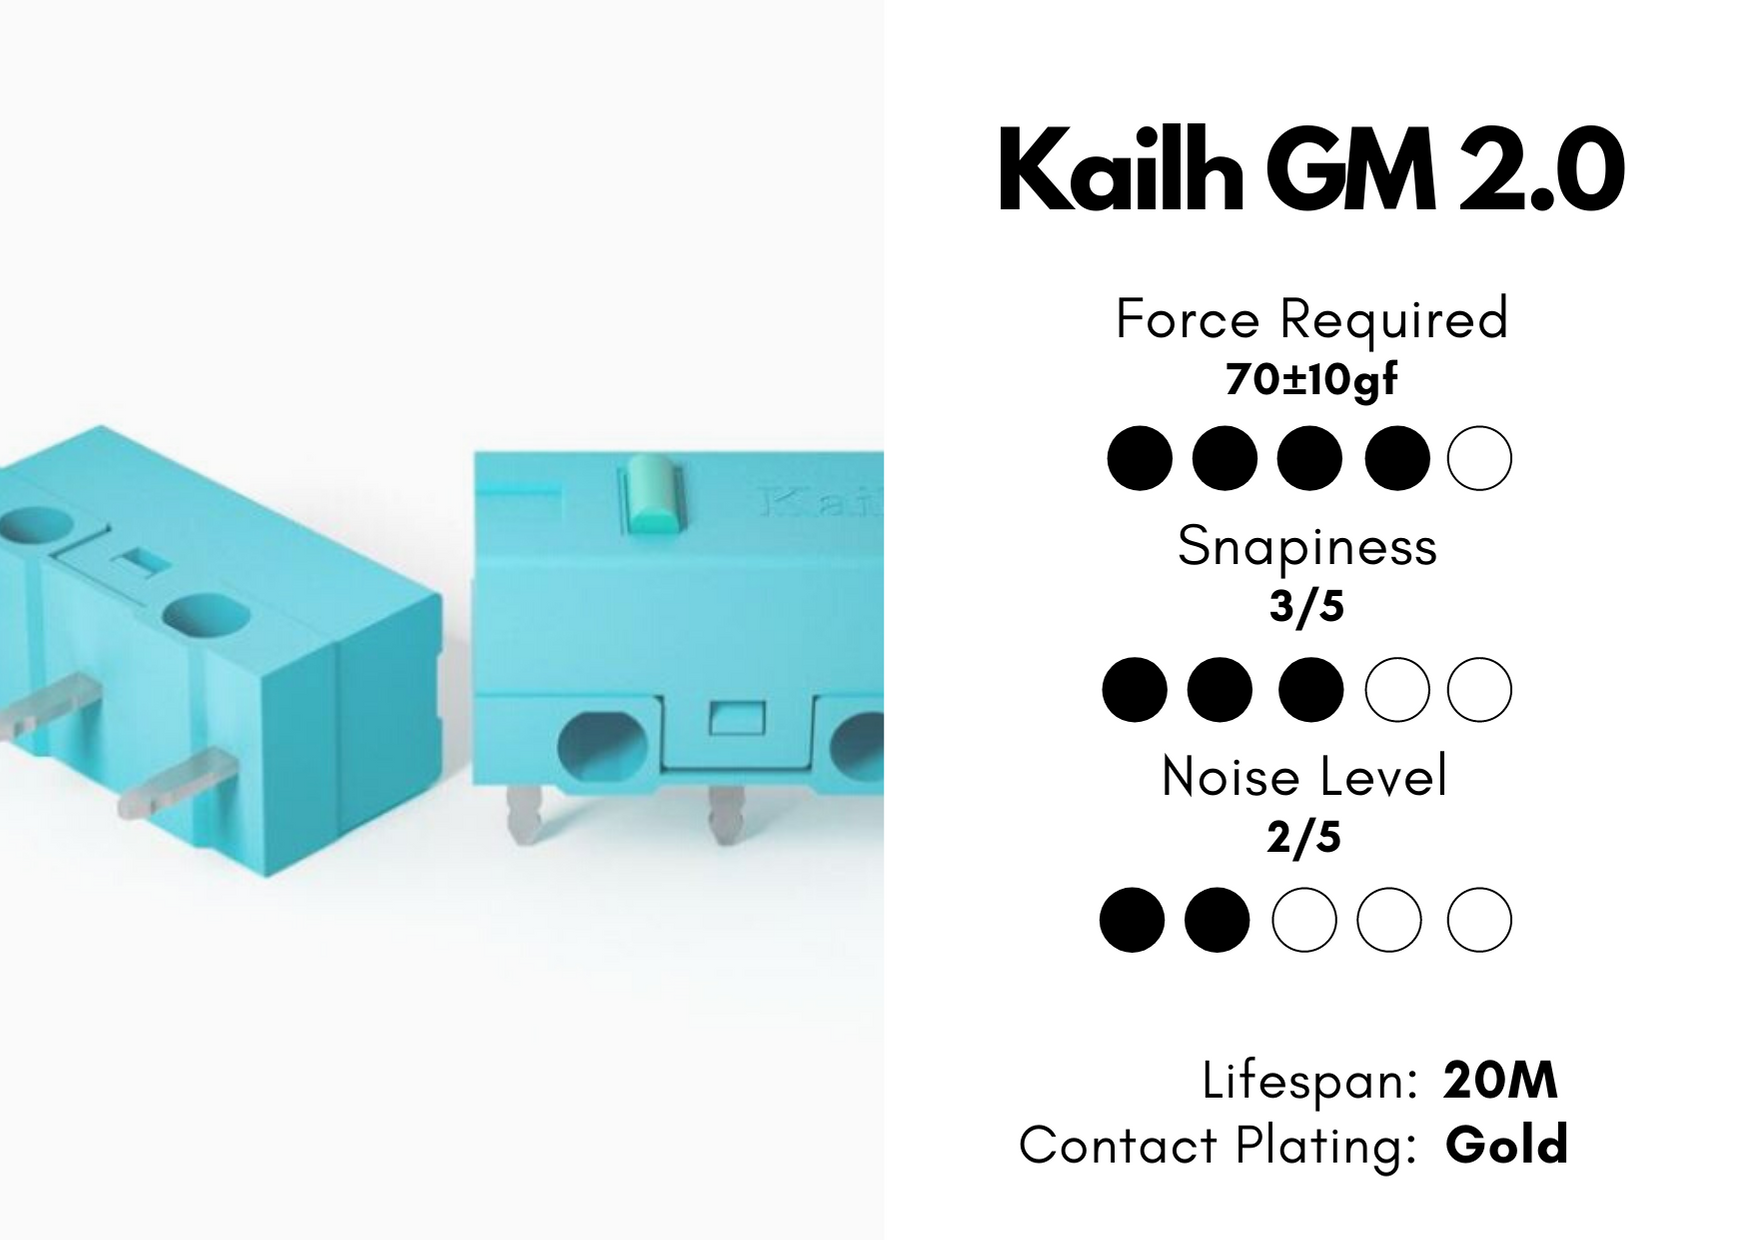 Kailh GM 2.0
Force Required
70±10gf
Snapiness
3/5
Noise Level
2/5
Lifespan: 20M
Contact Plating: Gold